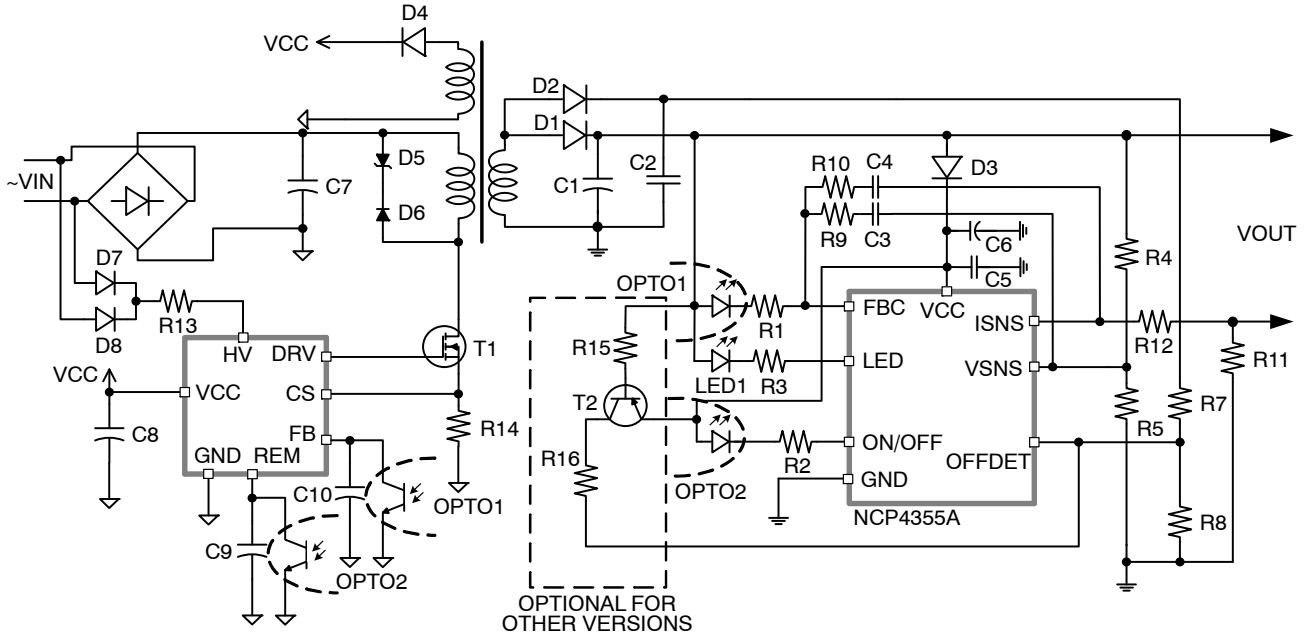 D4
VCC
D2
D1
D5
D6
C7
C1
C2
~VIN
R10
C4
R9
C3
D3
C6
C5
R4
VOUT
D7
D8
R13
OPTO1
R1
FBC
VCC
ISNS
R12
R11
HV
DRV
T1
R15
LED1
R3
LED
VSNS
VCC
VCC
CS
T2
R5
R7
C8
FB
R14
ON/OFF
R2
OFFDET
GND
REM
R16
OPTO2
GND
C10
OPTO1
NCP4355A
R8
C9
OPTO2
OPTIONAL FOR
OTHER VERSIONS